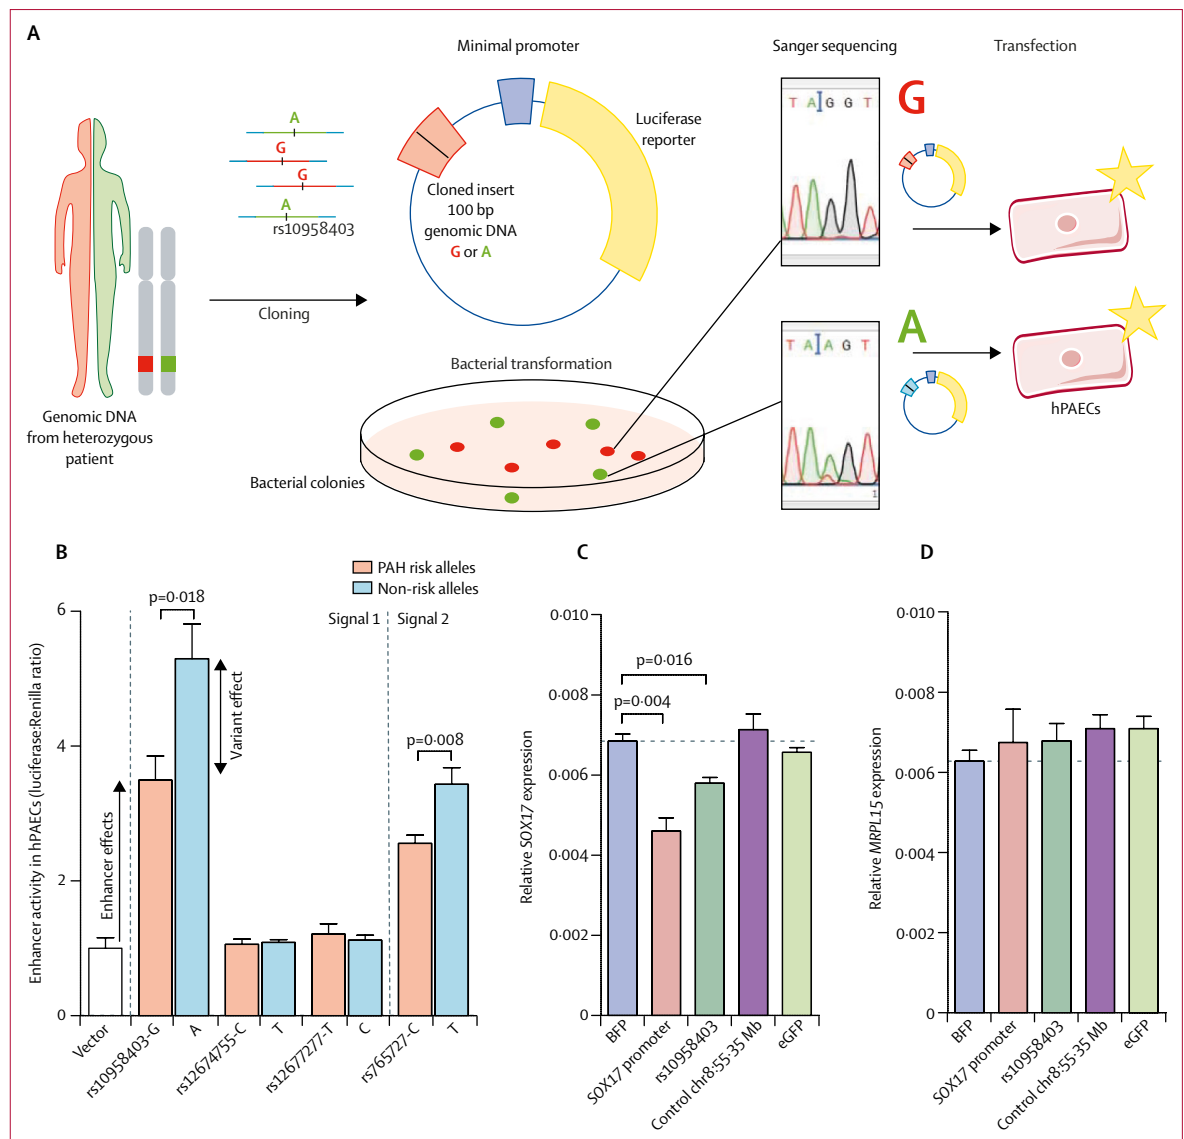 A
Minimal promoter
Sanger sequencing
Transfection
A
G
G
A
rs10958403
Luciferase
reporter
Cloned insert
100 bp
genomic DNA
G or A
T A G G T
G
Cloning
Genomic DNA
from heterozygous
patient
Bacterial transformation
Bacterial colonies
T A A G T
A
hPAECs
1
B
PAH risk alleles
Non-risk alleles
Signal 1
Signal 2
Enhancer activity in hPAECs (luciferase:Renilla ratio)
6
4
2
0
p=0·018
p=0·008
Enhancer effects
Variant effect
Vector
rs10958403-G
A
rs12674755-C
T
rs12677277-T
C
rs765727-C
T
C
Relative SOX17 expression
0·010
0·008
0·006
0·004
0·002
0
p=0·016
p=0·004
BFP
SOX17 promoter
rs10958403
Control chr8:55·35 Mb
eGFP
D
Relative MRPL15 expression
0·010
0·008
0·006
0·004
0·002
0
BFP
SOX17 promoter
rs10958403
Control chr8:55·35 Mb
eGFP